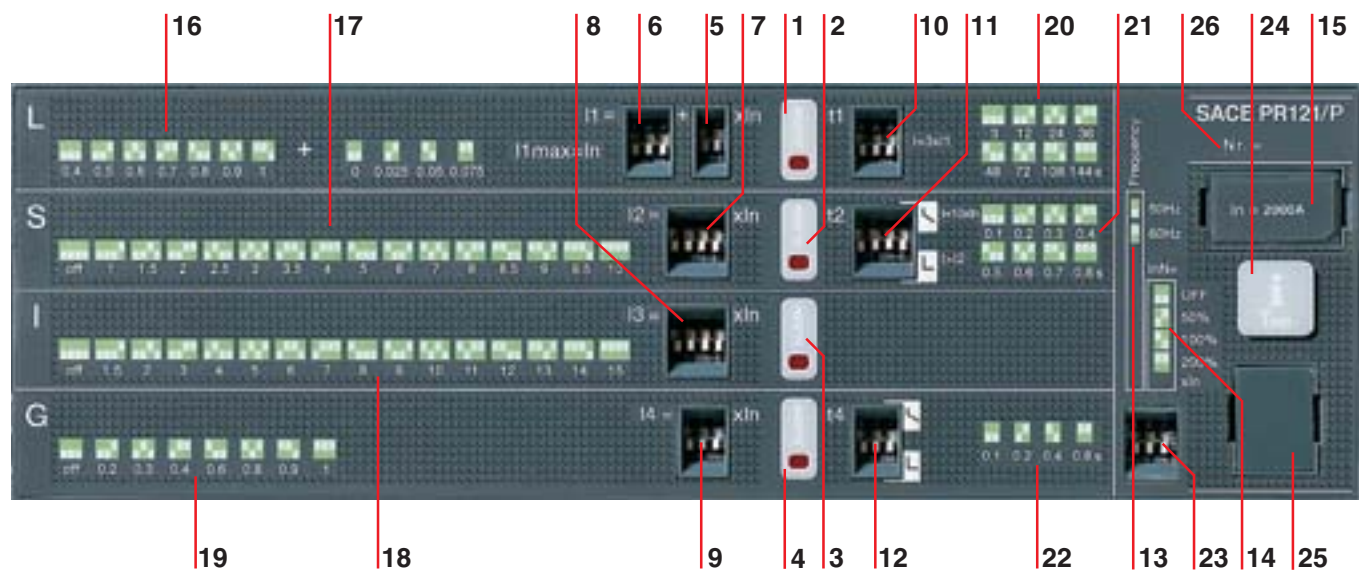 16 17 8 6 5 7 1 2 10 11 20 21 26 24 15
L
I1 = + xIn t1
I1max=In
0.4 0.5 0.6 0.7 0.8 0.9 1 + 0 0.025 0.05 0.075
3 12 24 36
48 72 108 144s
Frequency
SACE PR121/P
Nr. =
In = 2000A
S
I2= xIn t2
off 1 1.5 2 2.5 3 3.5 4 5 6 7 8 8.5 9 9.5 10
0.1 0.2 0.3 0.4
0.5 0.6 0.7 0.8s
50Hz
60Hz
InN=
OFF
50%
100%
200%
xIn
i
Test
I
I3 = xIn
off 1.5 2 3 4 5 6 7 8 9 10 11 12 13 14 15
G
I4 = xIn t4
off 0.2 0.3 0.4 0.6 0.8 0.9 1
0.1 0.2 0.4 0.8s
19 18 9 4 3 12 22 13 23 14 25